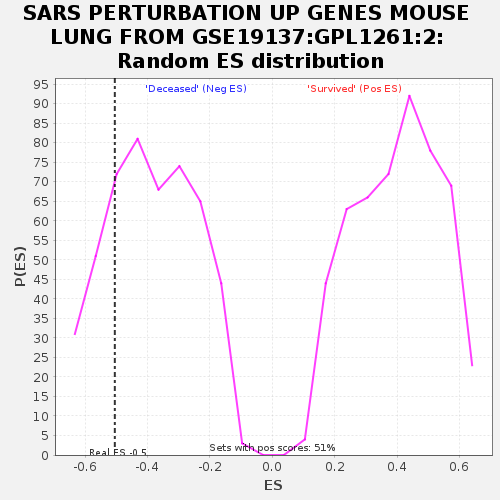 SARS PERTURBATION UP GENES MOUSE
LUNG FROM GSE19137:GPL1261:2:
Random ES distribution
'Deceased' (Neg ES)
'Survived' (Pos ES)
95
90
85
80
75
70
65
60
55
50
45
40
35
30
25
20
15
10
5
0
P(ES)
Real ES -0.5
Sets with pos scores: 51%
-0.6 -0.4 -0.2 0.0 0.2 0.4 0.6
ES